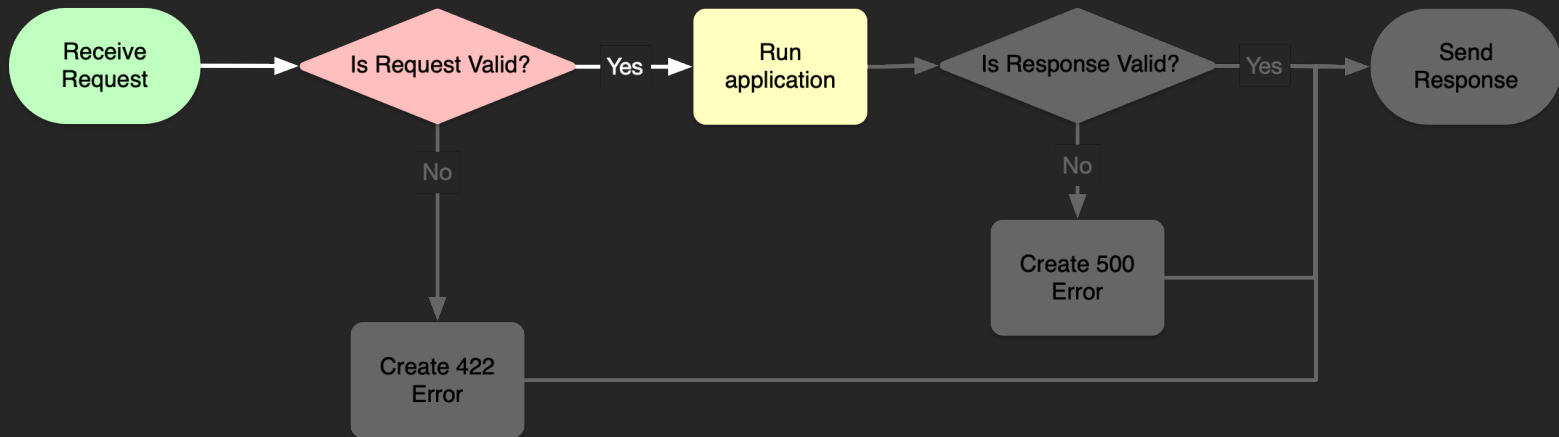 Receive
Request
Is Request Valid?
Yes
Run
application
Is Response Valid?
Yes
Send
Response
No
No
Create 500
Error
Create 422
Error